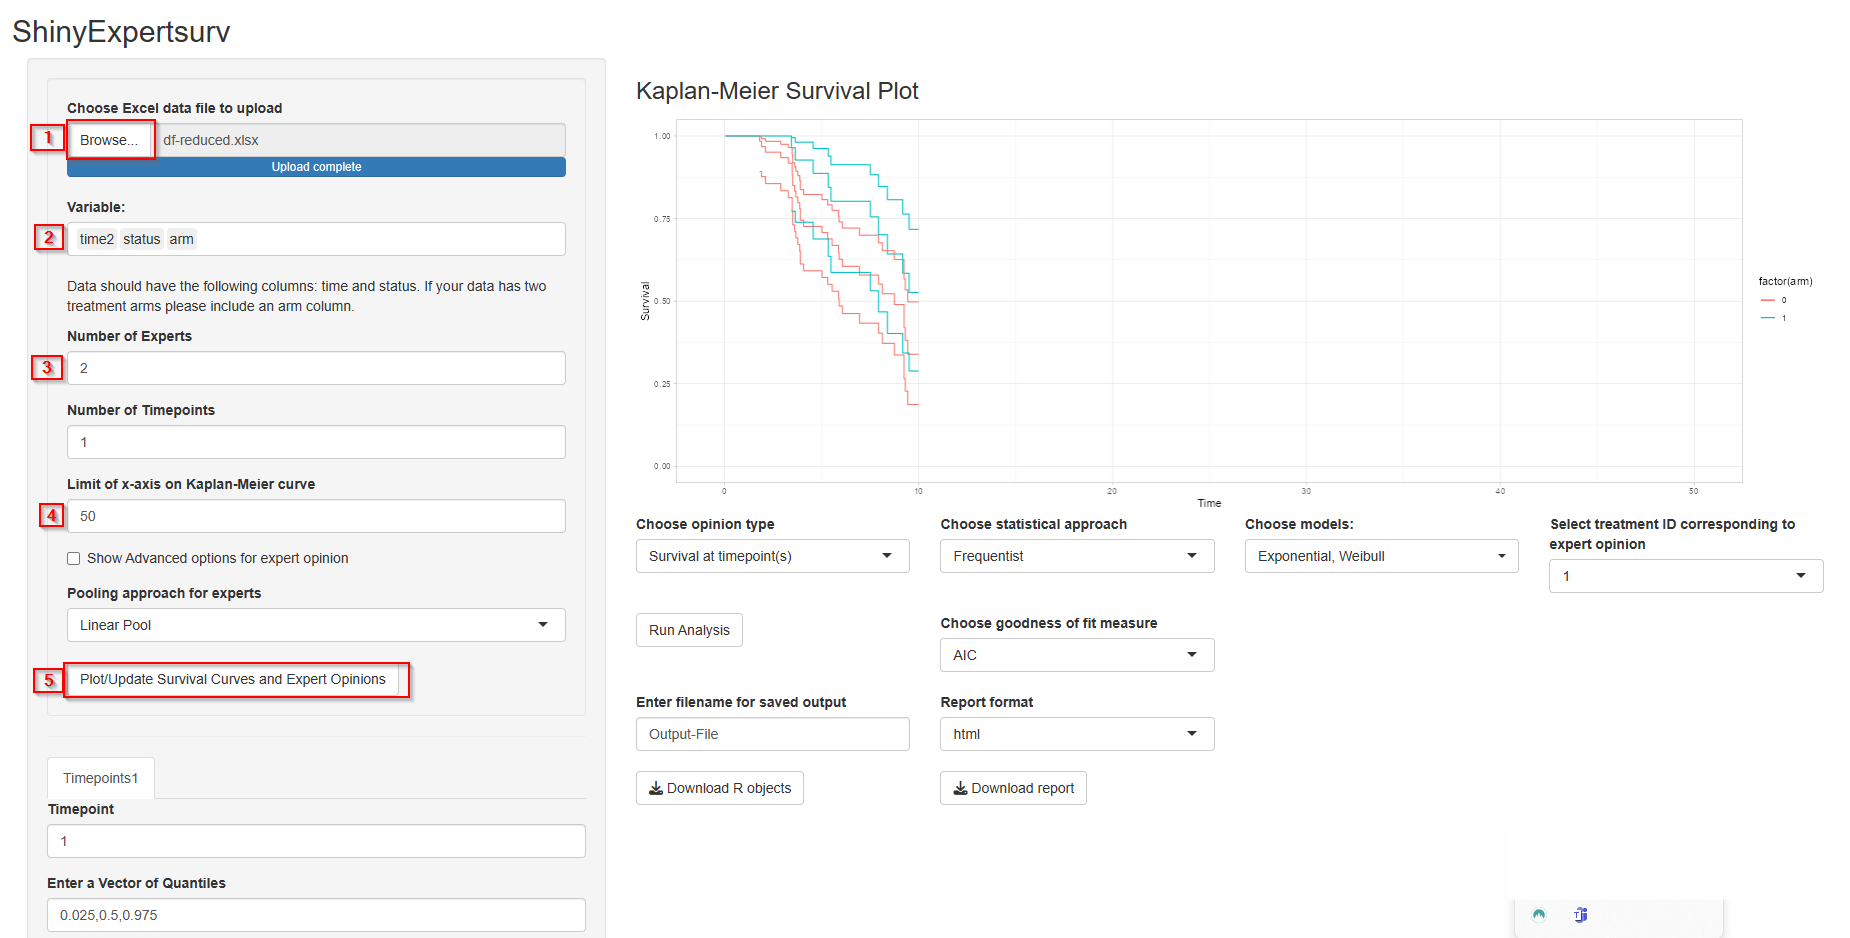 ShinyExpertsurv
Choose Excel data file to upload
1
Browse...
df-reduced.xlsx
Upload complete
Variable:
2
time2 status arm
Data should have the following columns: time and status. If your data has two
treatment arms please include an arm column.
Number of Experts
3
2
Number of Timepoints
1
Limit of x-axis on Kaplan-Meier curve
4
50
Show Advanced options for expert opinion
Pooling approach for experts
Linear Pool
5
Plot/Update Survival Curves and Expert Opinions
Timepoints1
Timepoint
1
Enter a Vector of Quantiles
0.025,0.5,0.975
Kaplan-Meier Survival Plot
1.00
0.75
0.50
0.25
0.00
Survival
0 10 20 30 40 50
Time
factor(arm)
0
1
Choose opinion type
Survival at timepoint(s)
Choose statistical approach
Frequentist
Choose models:
Exponential, Weibull
Select treatment ID corresponding to
expert opinion
1
Run Analysis
Choose goodness of fit measure
AIC
Enter filename for saved output
Output-File
Report format
html
Download R objects
Download report